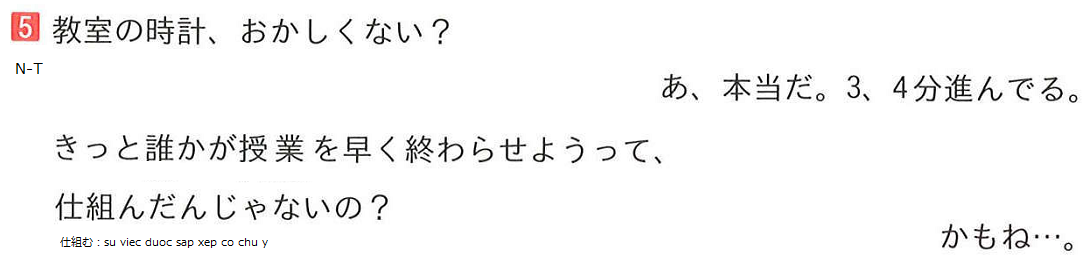 5 教室の時計、おかしくない？
N-T
あ、本当だ。3、4分進んでる。
きっと誰かが授業を早く終わらせようって、
仕組んだんじゃないの？
仕組む : su viec duoc sap xep co chu y
かもね…。